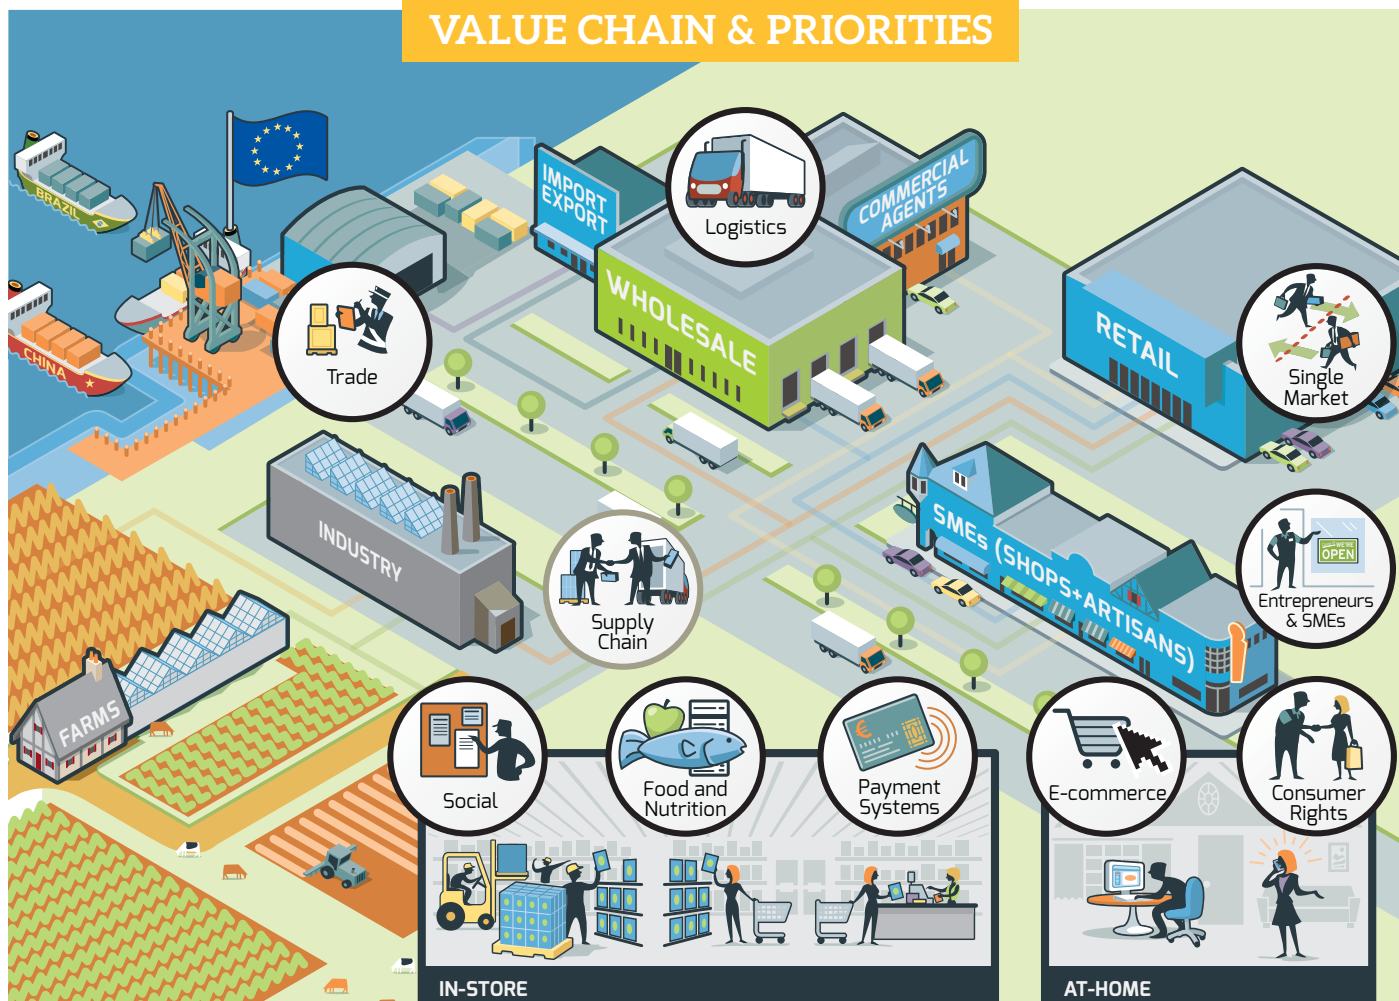 VALUE CHAIN & PRIORITIES
BRAZIL
IMPORT
EXPORT
Logistics
COMMERCIAL
AGENTS
WHOLESALE
CHINA
Trade
RETAIL
Single
Market
INDUSTRY
SMEs (SHOPS+ARTISANS)
WE'RE
OPEN
Entrepreneurs
& SMEs
Supply
Chain
FARMS
Social
Food and
Nutrition
€
Payment
Systems
E-commerce
Consumer
Rights
IN-STORE
AT-HOME